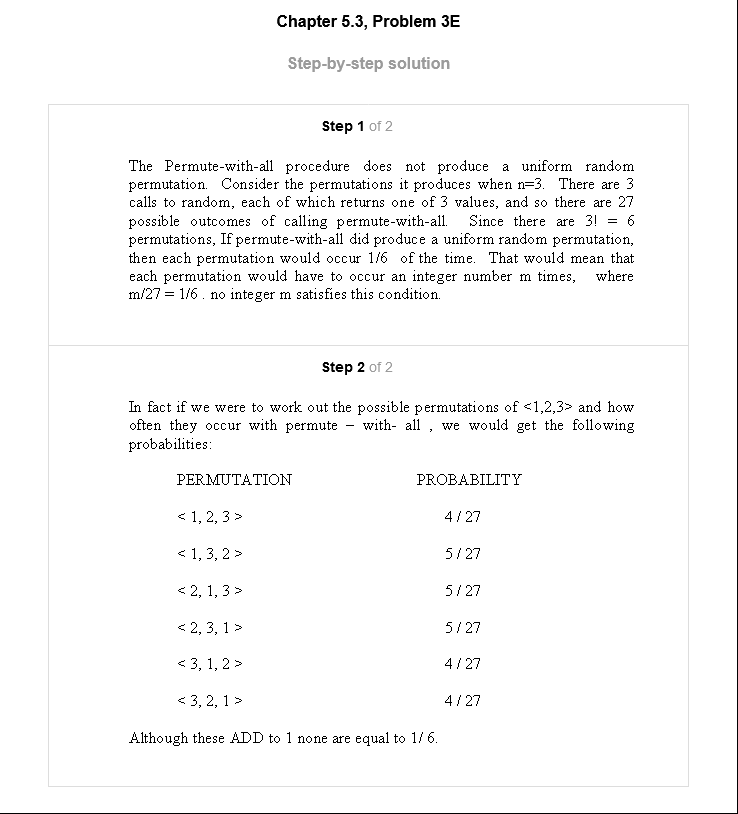 Chapter 5.3, Problem 3E
Step-by-step solution
Step 1 of 2
The Permute-with-all procedure does not produce a uniform random
permutation. Consider the permutations it produces when n=3. There are 3
calls to random, each of which returns one of 3 values, and so there are 27
possible outcomes of calling permute-with-all. Since there are 3! = 6
permutations, If permute-with-all did produce a uniform random permutation,
then each permutation would occur 1/6 of the time. That would mean that
each permutation would have to occur an integer number m times, where
m/27 = 1/6 . no integer m satisfies this condition.
Step 2 of 2
In fact if we were to work out the possible permutations of <1,2,3> and how
often they occur with permute – with- all , we would get the following
probabilities:
PERMUTATION PROBABILITY
< 1, 2, 3 > 4 / 27
< 1, 3, 2 > 5 / 27
< 2, 1, 3 > 5 / 27
< 2, 3, 1 > 5 / 27
< 3, 1, 2 > 4 / 27
< 3, 2, 1 > 4 / 27
Although these ADD to 1 none are equal to 1/ 6.